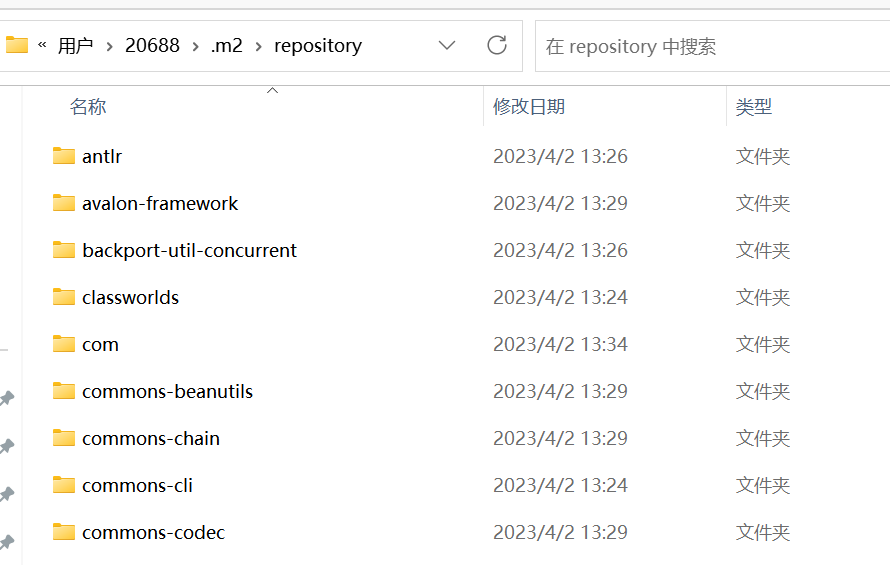 « 用户 › 20688 › .m2 › repository
在 repository 中搜索
名称 修改日期 类型
antlr 2023/4/2 13:26 文件夹
avalon-framework 2023/4/2 13:29 文件夹
backport-util-concurrent 2023/4/2 13:26 文件夹
classworlds 2023/4/2 13:24 文件夹
com 2023/4/2 13:34 文件夹
commons-beanutils 2023/4/2 13:29 文件夹
commons-chain 2023/4/2 13:29 文件夹
commons-cli 2023/4/2 13:24 文件夹
commons-codec 2023/4/2 13:29 文件夹